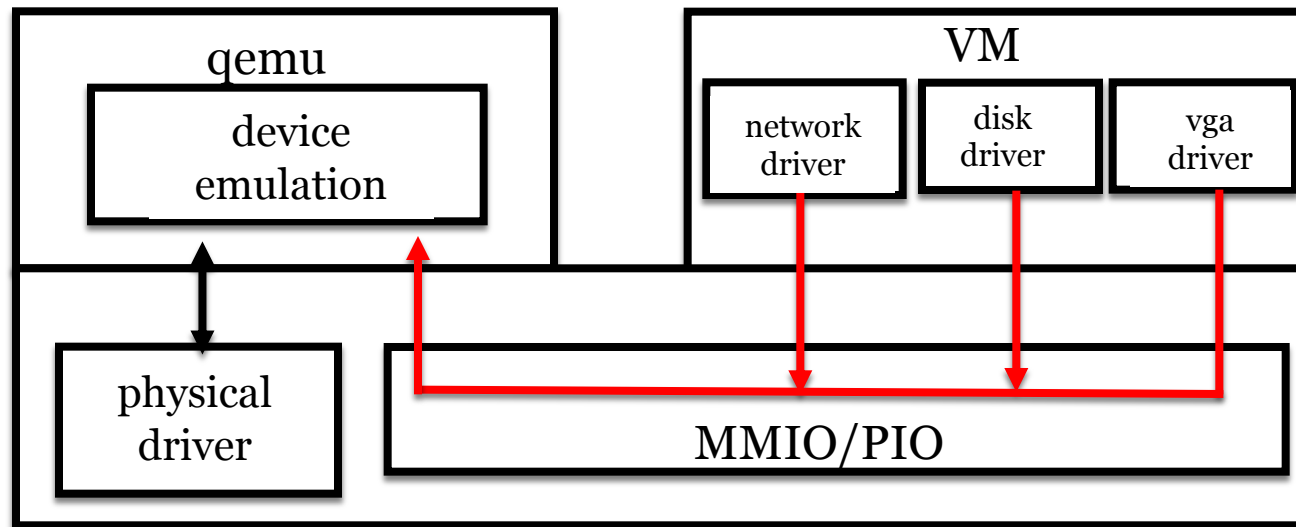 qemu
device
emulation
VM
network
driver
disk
driver
vga
driver
physical
driver
MMIO/PIO